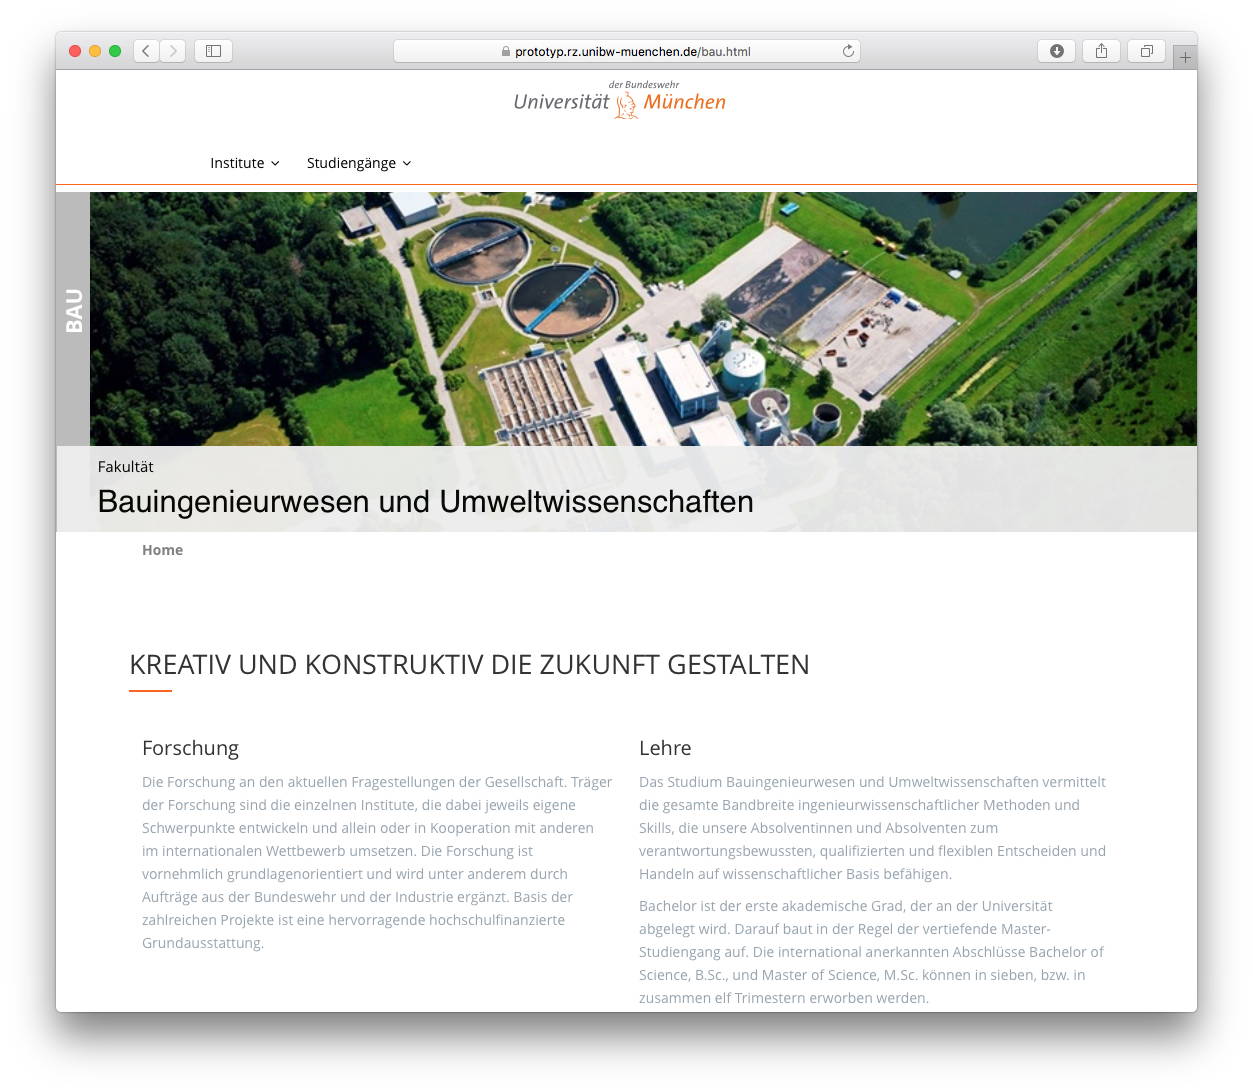 prototyp.rz.unibw-muenchen.de/bau.html
der Bundeswehr
Universität München
Institute
Studiengänge
BAU
Fakultät
Bauingenieurwesen und Umweltwissenschaften
Home
KREATIV UND KONSTRUKTIV DIE ZUKUNFT GESTALTEN
Forschung
Die Forschung an den aktuellen Fragestellungen der Gesellschaft. Träger
der Forschung sind die einzelnen Institute, die dabei jeweils eigene
Schwerpunkte entwickeln und allein oder in Kooperation mit anderen
im internationalen Wettbewerb umsetzen. Die Forschung ist
vornehmlich grundlagenorientiert und wird unter anderem durch
Aufträge aus der Bundeswehr und der Industrie ergänzt. Basis der
zahlreichen Projekte ist eine hervorragende hochschulfinanzierte
Grundausstattung.
Lehre
Das Studium Bauingenieurwesen und Umweltwissenschaften vermittelt
die gesamte Bandbreite ingenieurwissenschaftlicher Methoden und
Skills, die unsere Absolventinnen und Absolventen zum
verantwortungsbewussten, qualifizierten und flexiblen Entscheiden und
Handeln auf wissenschaftlicher Basis befähigen.
Bachelor ist der erste akademische Grad, der an der Universität
abgelegt wird. Darauf baut in der Regel der vertiefende Master-
Studiengang auf. Die international anerkannten Abschlüsse Bachelor of
Science, B.Sc., und Master of Science, M.Sc. können in sieben, bzw. in
zusammen elf Trimestern erworben werden.